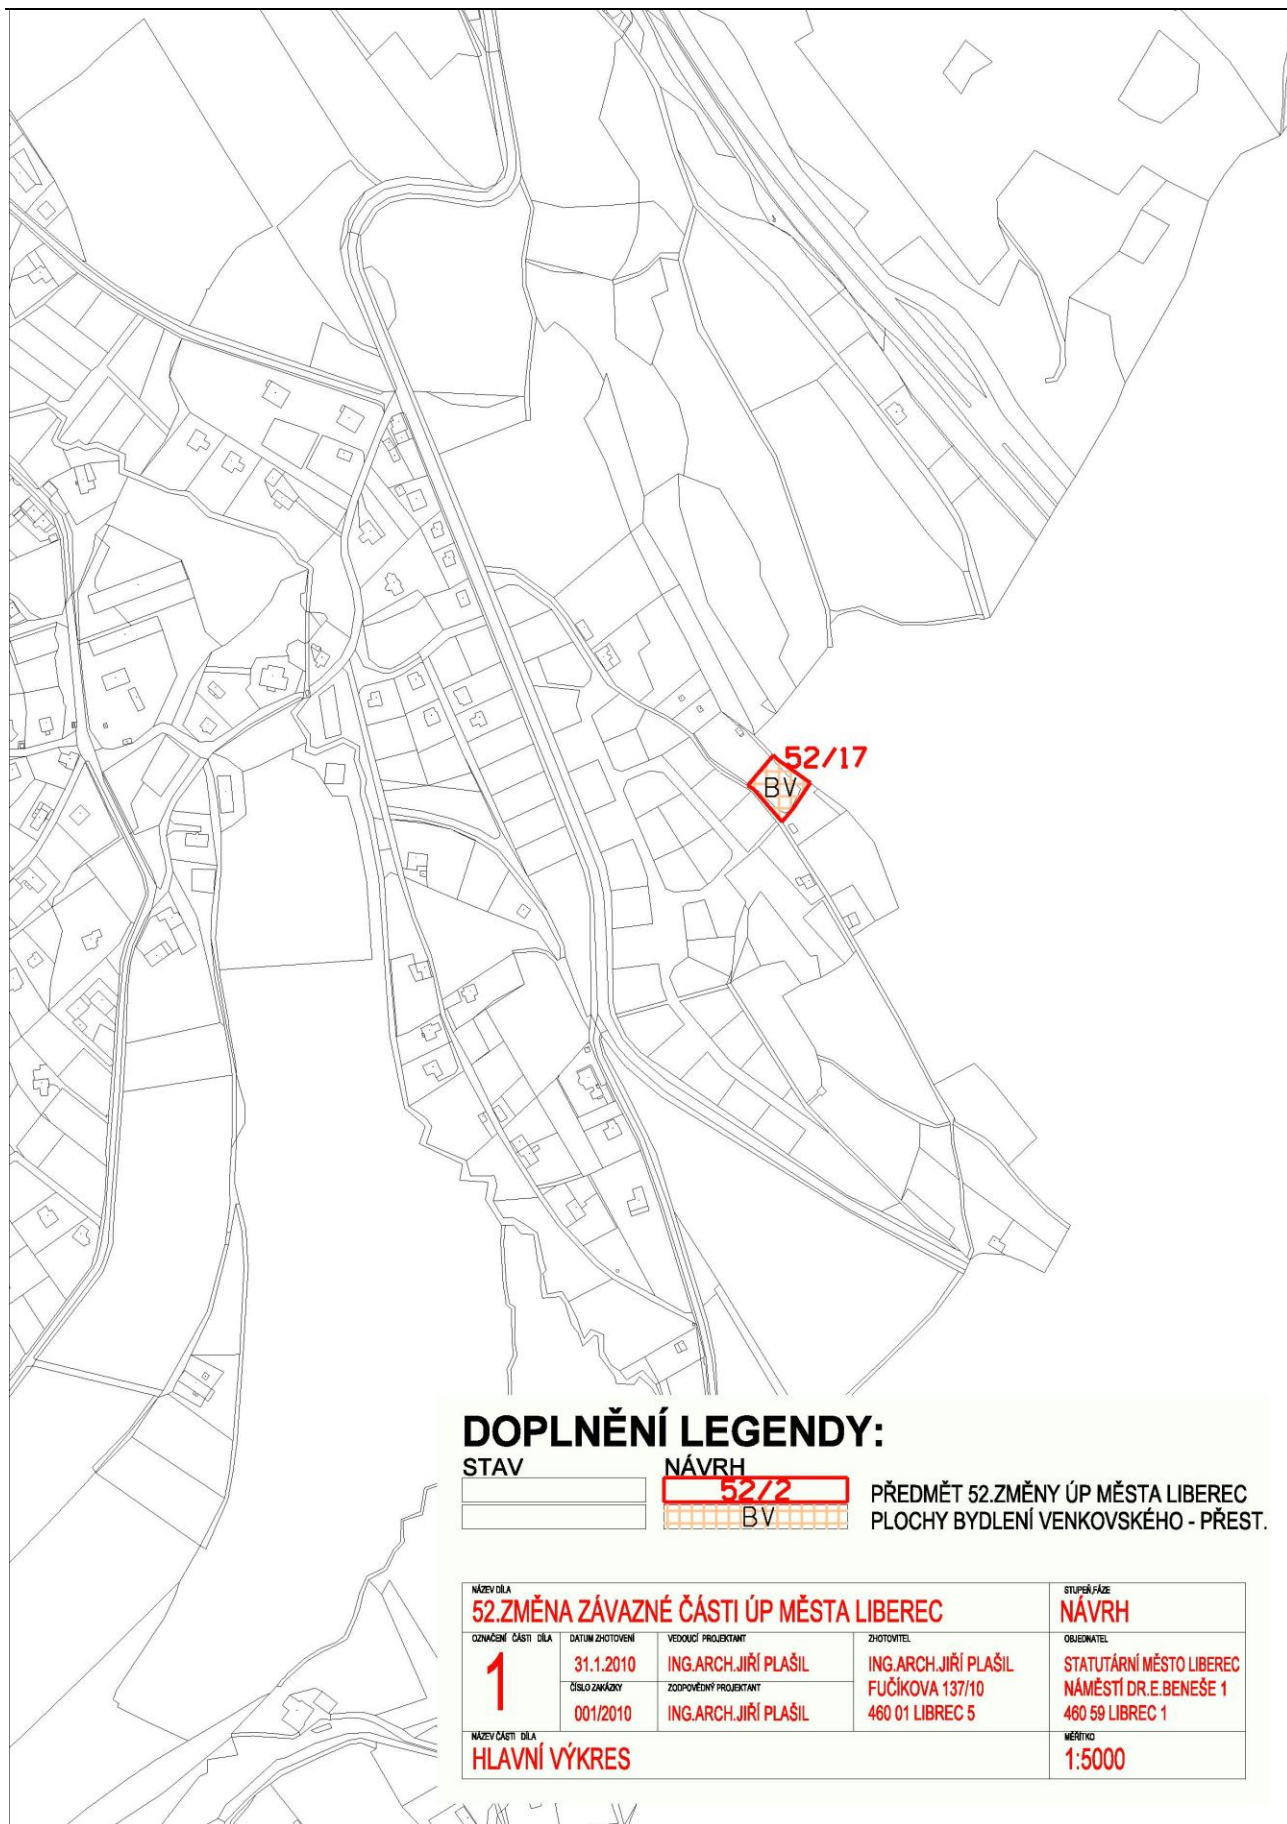 52/17
BV
DOPLNĚNÍ LEGENDY:
STAV NÁVRH
52/2 PŘEDMĚT 52.ZMĚNY ÚP MĚSTA LIBEREC
BV PLOCHY BYDLENÍ VENKOVSKÉHO - PŘEST.
NÁZEV DÍLA
52.ZMĚNA ZÁVAZNÉ ČÁSTI ÚP MĚSTA LIBEREC
STUPEŇ,FÁZE
NÁVRH
OZNAČENÍ ČÁSTI DÍLA
1
DATUM ZHOTOVENÍ
31.1.2010
ČÍSLO ZAKÁZKY
001/2010
VEDOUCÍ PROJEKTANT
ING.ARCH.JIŘÍ PLAŠIL
ZODPOVĚDNÝ PROJEKTANT
ING.ARCH.JIŘÍ PLAŠIL
ZHOTOVITEL
ING.ARCH.JIŘÍ PLAŠIL
FUČÍKOVA 137/10
460 01 LIBREC 5
OBJEDNATEL
STATUTÁRNÍ MĚSTO LIBEREC
NÁMĚSTÍ DR.E.BENEŠE 1
460 59 LIBREC 1
NÁZEV ČÁSTI DÍLA
HLAVNÍ VÝKRES
MĚŘÍTKO
1:5000